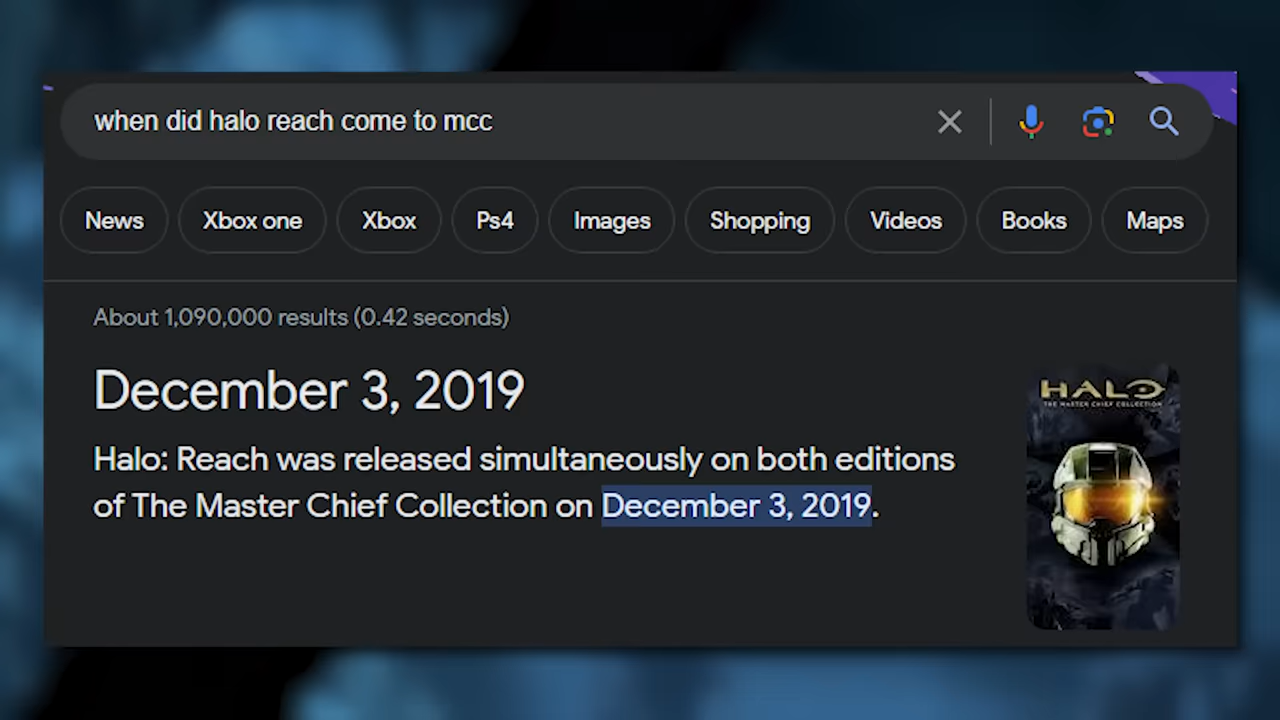 when did halo reach come to mcc
News Xbox one Xbox Ps4 Images Shopping Videos Books Maps
About 1,090,000 results (0.42 seconds)
December 3, 2019
Halo: Reach was released simultaneously on both editions
of The Master Chief Collection on December 3, 2019.
HALO
THE MASTER CHIEF COLLECTION